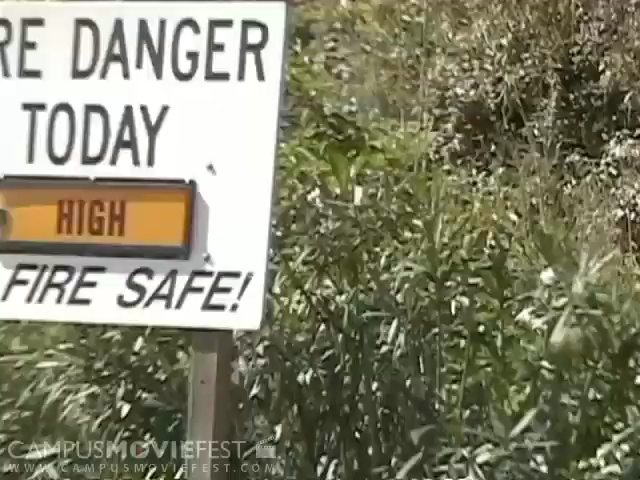 RE DANGER
TODAY
HIGH
FIRE SAFE!
CAMPUSMOVIEFEST
WWW.CAMPUSMOVIEFEST.COM